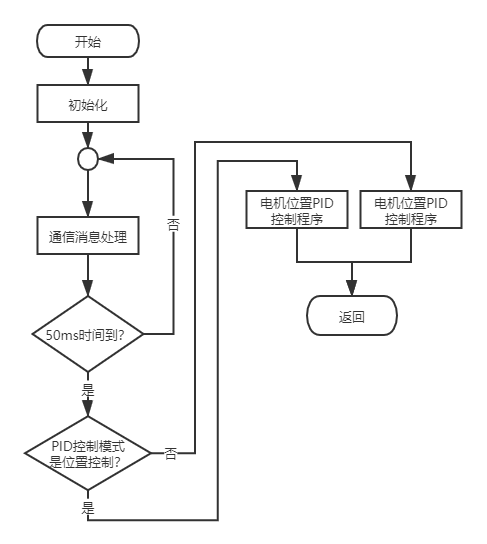 开始
初始化
通信消息处理
否
50ms时间到?
是
PID控制模式
是位置控制?
否
是
电机位置PID
控制程序
电机位置PID
控制程序
返回